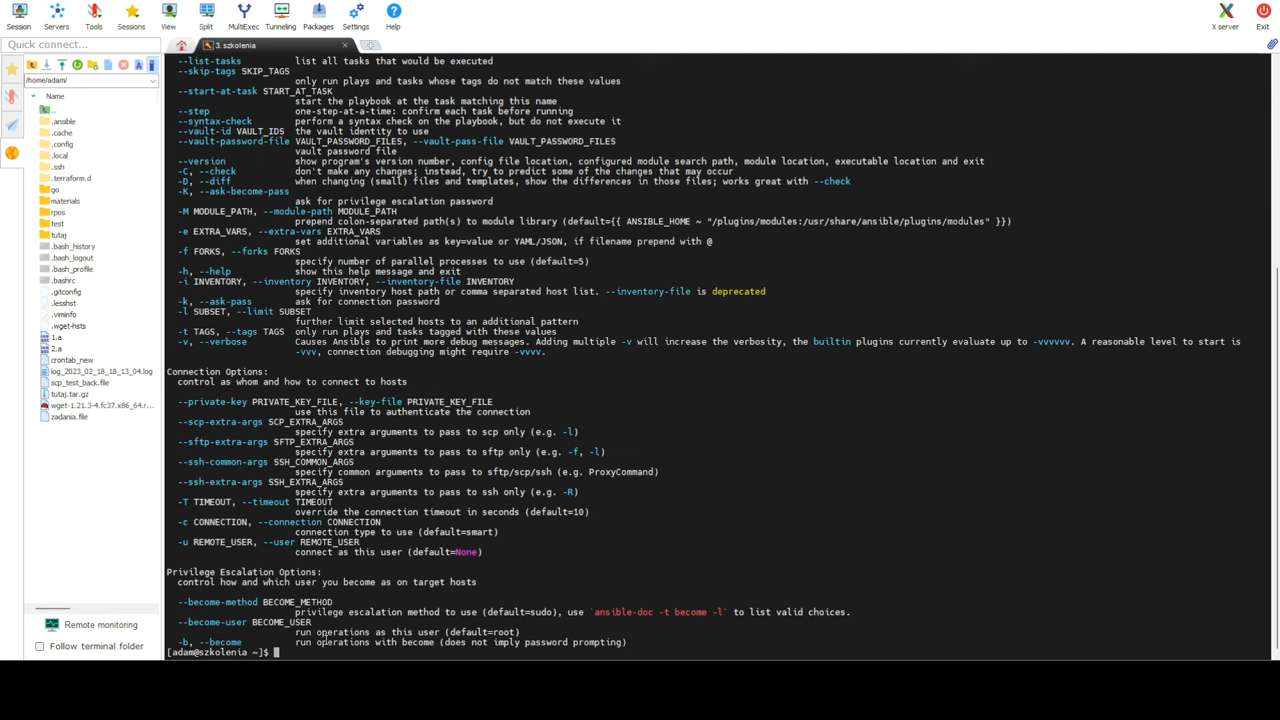 Session
Servers
Tools
Sessions
View
Split
MultiExec
Tunneling
Packages
Settings
Help
X server
Exit
Quick connect...
3. szkolenia
/home/adam/
Name
..
.ansible
.cache
.config
.local
.ssh
.terraform.d
go
materials
rpos
test
tutaj
.bash_history
.bash_logout
.bash_profile
.bashrc
.gitconfig
.lesshst
.viminfo
.wget-hsts
1.a
2.a
crontab_new
log_2023_02_18_18_13_04.log
scp_test_back.file
tutaj.tar.gz
wget-1.21.3-4.fc37.x86_64.r...
zadania.file
Remote monitoring
Follow terminal folder
--list-tasks list all tasks that would be executed
--skip-tags SKIP_TAGS
only run plays and tasks whose tags do not match these values
--start-at-task START_AT_TASK
start the playbook at the task matching this name
--step one-step-at-a-time: confirm each task before running
--syntax-check perform a syntax check on the playbook, but do not execute it
--vault-id VAULT_IDS the vault identity to use
--vault-password-file VAULT_PASSWORD_FILES, --vault-pass-file VAULT_PASSWORD_FILES
vault password file
--version show program's version number, config file location, configured module search path, module location, executable location and exit
-C, --check don't make any changes; instead, try to predict some of the changes that may occur
-D, --diff when changing (small) files and templates, show the differences in those files; works great with --check
-K, --ask-become-pass
ask for privilege escalation password
-M MODULE_PATH, --module-path MODULE_PATH
prepend colon-separated path(s) to module library (default={{ ANSIBLE_HOME ~ "/plugins/modules:/usr/share/ansible/plugins/modules" }})
-e EXTRA_VARS, --extra-vars EXTRA_VARS
set additional variables as key=value or YAML/JSON, if filename prepend with @
-f FORKS, --forks FORKS
specify number of parallel processes to use (default=5)
-h, --help show this help message and exit
-i INVENTORY, --inventory INVENTORY, --inventory-file INVENTORY
specify inventory host path or comma separated host list. --inventory-file is deprecated
-k, --ask-pass ask for connection password
-l SUBSET, --limit SUBSET
further limit selected hosts to an additional pattern
-t TAGS, --tags TAGS only run plays and tasks tagged with these values
-v, --verbose Causes Ansible to print more debug messages. Adding multiple -v will increase the verbosity, the builtin plugins currently evaluate up to -vvvvvv. A reasonable level to start is
-vvv, connection debugging might require -vvvv.
Connection Options:
control as whom and how to connect to hosts
--private-key PRIVATE_KEY_FILE, --key-file PRIVATE_KEY_FILE
use this file to authenticate the connection
--scp-extra-args SCP_EXTRA_ARGS
specify extra arguments to pass to scp only (e.g. -l)
--sftp-extra-args SFTP_EXTRA_ARGS
specify extra arguments to pass to sftp only (e.g. -f, -l)
--ssh-common-args SSH_COMMON_ARGS
specify common arguments to pass to sftp/scp/ssh (e.g. ProxyCommand)
--ssh-extra-args SSH_EXTRA_ARGS
specify extra arguments to pass to ssh only (e.g. -R)
-T TIMEOUT, --timeout TIMEOUT
override the connection timeout in seconds (default=10)
-c CONNECTION, --connection CONNECTION
connection type to use (default=smart)
-u REMOTE_USER, --user REMOTE_USER
connect as this user (default=None)
Privilege Escalation Options:
control how and which user you become as on target hosts
--become-method BECOME_METHOD
privilege escalation method to use (default=sudo), use `ansible-doc -t become -l` to list valid choices.
--become-user BECOME_USER
run operations as this user (default=root)
-b, --become run operations with become (does not imply password prompting)
[adam@szkolenia ~]$